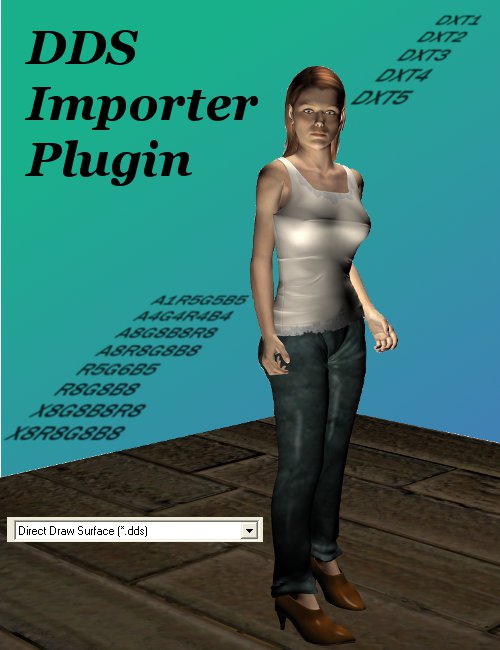 DDS
Importer
Plugin
DXT1
DXT2
DXT3
DXT4
DXT5
A1R5G5B5
A4G4R4B4
A8G8B8R8
A8R8G8B8
R5G6B5
R8G8B8
X8G8B8R8
X8R8G8B8
Direct Draw Surface (*.dds)